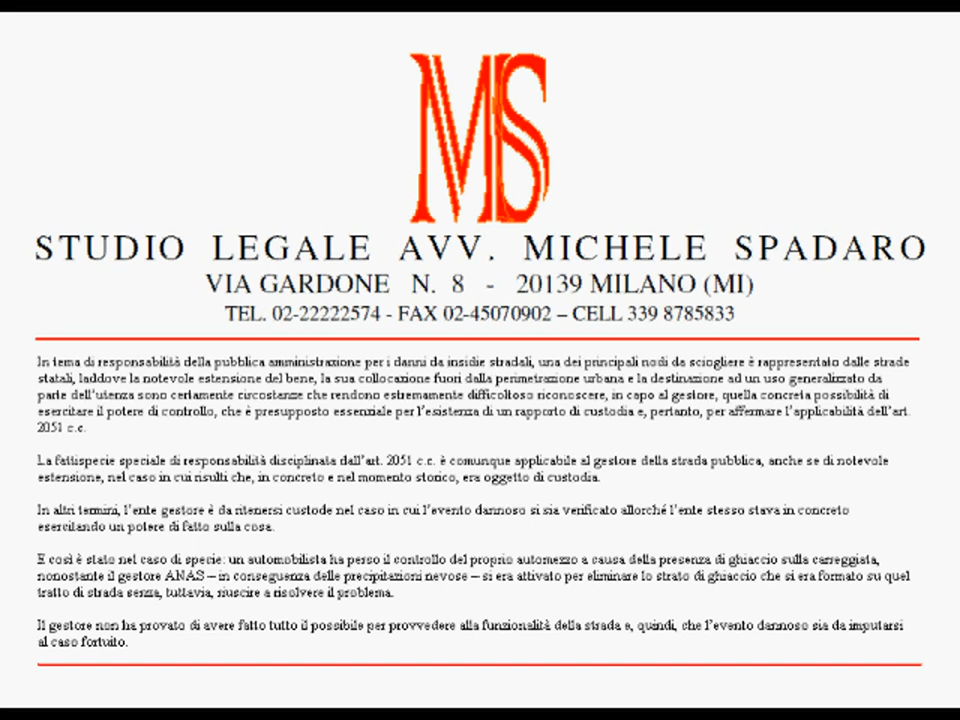 MS
STUDIO LEGALE AVV. MICHELE SPADARO
VIA GARDONE N. 8 - 20139 MILANO (MI)
TEL. 02-22222574 - FAX 02-45070902 – CELL 339 8785833
In tema di responsabilità della pubblica amministrazione per i danni da insidie stradali, una dei principali nodi da sciogliere è rappresentato dalle strade
statali, laddove la notevole estensione del bene, la sua collocazione fuori dalla perimetrazione urbana e la destinazione ad un uso generalizzato da
parte dell'utenza sono certamente circostanze che rendono estremamente difficoltoso riconoscere, in capo al gestore, quella concreta possibilità di
esercitare il potere di controllo, che è presupposto essenziale per l'esistenza di un rapporto di custodia e, pertanto, per affermare l'applicabilità dell'art.
2051 c.c.
La fattispecie speciale di responsabilità disciplinata dall'art. 2051 c.c. è comunque applicabile al gestore della strada pubblica, anche se di notevole
estensione, nel caso in cui risulti che, in concreto e nel momento storico, era oggetto di custodia.
In altri termini, l'ente gestore è da ritenersi custode nel caso in cui l'evento dannoso si sia verificato allorché l'ente stesso stava in concreto
esercitando un potere di fatto sulla cosa.
E così è stato nel caso di specie: un automobilista ha perso il controllo del proprio automezzo a causa della presenza di ghiaccio sulla carreggiata,
nonostante il gestore ANAS – in conseguenza delle precipitazioni nevose – si era attivato per eliminare lo strato di ghiaccio che si era formato su quel
tratto di strada senza, tuttavia, riuscire a risolvere il problema.
Il gestore non ha provato di avere fatto tutto il possibile per provvedere alla funzionalità della strada e, quindi, che l'evento dannoso sia da imputarsi
al caso fortuito.